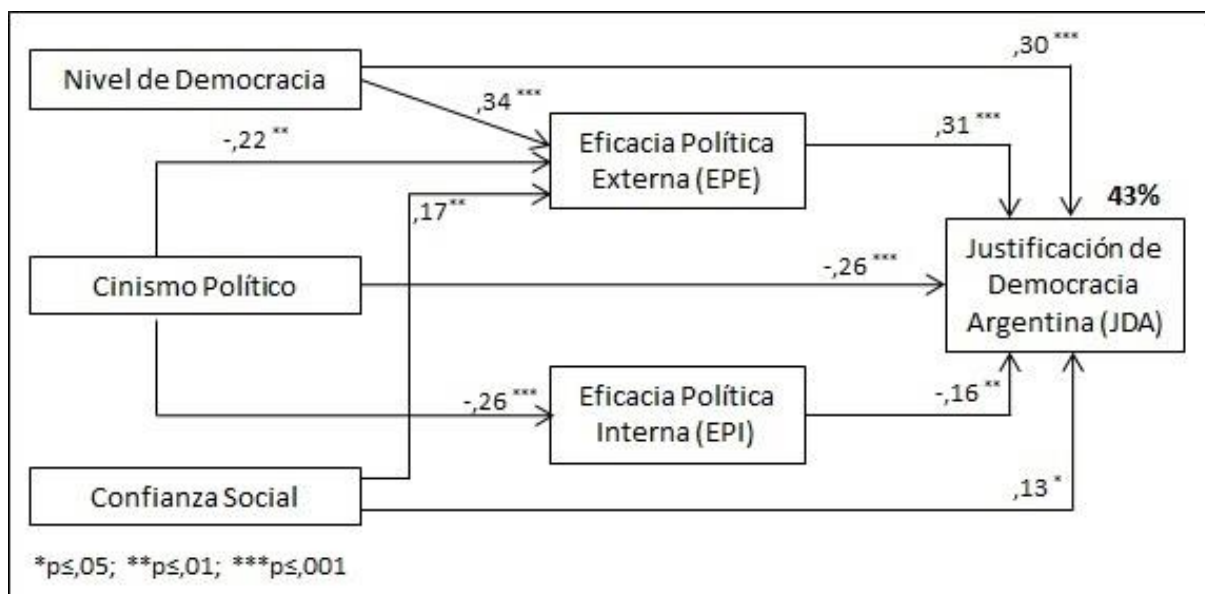 Nivel de Democracia
,30 ***
,34 ***
-,22 **
Eficacia Política
Externa (EPE)
,31 ***
,17**
43%
Cinismo Político
-,26 ***
Justificación de
Democracia
Argentina (JDA)
-,26 ***
Eficacia Política
Interna (EPI)
-,16 **
Confianza Social
,13 *
*p≤,05; **p≤,01; ***p≤,001